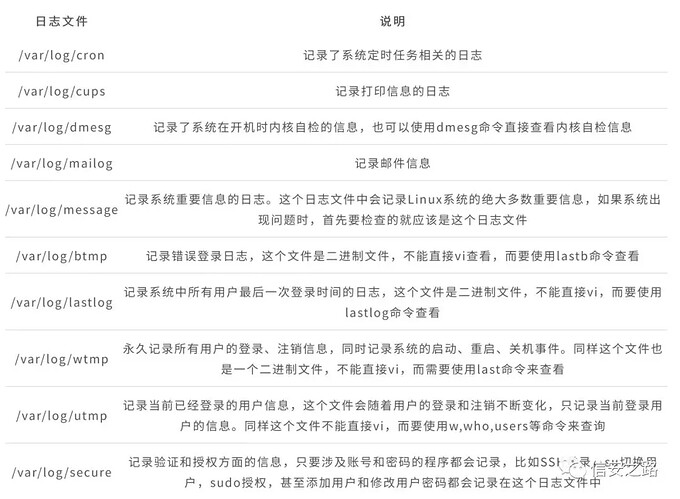 日志文件 说明
/var/log/cron 记录了系统定时任务相关的日志
/var/log/cups 记录打印信息的日志
/var/log/dmesg 记录了系统在开机时内核自检的信息，也可以使用dmesg命令直接查看内核自检信息
/var/log/mailog 记录邮件信息
/var/log/message 记录系统重要信息的日志。这个日志文件中会记录Linux系统的绝大多数重要信息，如果系统出
现问题时，首先要检查的就应该是这个日志文件
/var/log/btmp 记录错误登录日志，这个文件是二进制文件，不能直接vi查看，而要使用lastb命令查看
/var/log/lastlog 记录系统中所有用户最后一次登录时间的日志，这个文件是二进制文件，不能直接vi，而要使用
lastlog命令查看
/var/log/wtmp 永久记录所有用户的登录、注销信息，同时记录系统的启动、重启、关机事件。同样这个文件也
是一个二进制文件，不能直接vi，而需要使用last命令来查看
/var/log/utmp 记录当前已经登录的用户信息，这个文件会随着用户的登录和注销不断变化，只记录当前登录用
户的信息。同样这个文件不能直接vi，而要使用w,who,users等命令来查询
/var/log/secure 记录验证和授权方面的信息，只要涉及账号和密码的程序都会记录，比如SSH登录，su切换用
户，sudo授权，甚至添加用户和修改用户密码都会记录在这个日志文件中
信安之路